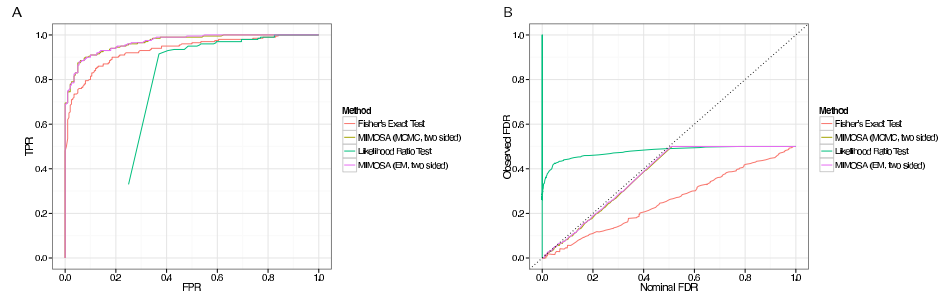 A
1.0
0.8
0.6
0.4
0.2
0.0
TPR
0.0 0.2 0.4 0.6 0.8 1.0
FPR
Method
Fisher's Exact Test
MIMOSA (MCMC, two sided)
Likelihood Ratio Test
MIMOSA (EM, two sided)
B
1.0
0.8
0.6
0.4
0.2
0.0
Observed FDR
0.0 0.2 0.4 0.6 0.8 1.0
Nominal FDR
Method
Fisher's Exact Test
MIMOSA (MCMC, two sided)
Likelihood Ratio Test
MIMOSA (EM, two sided)